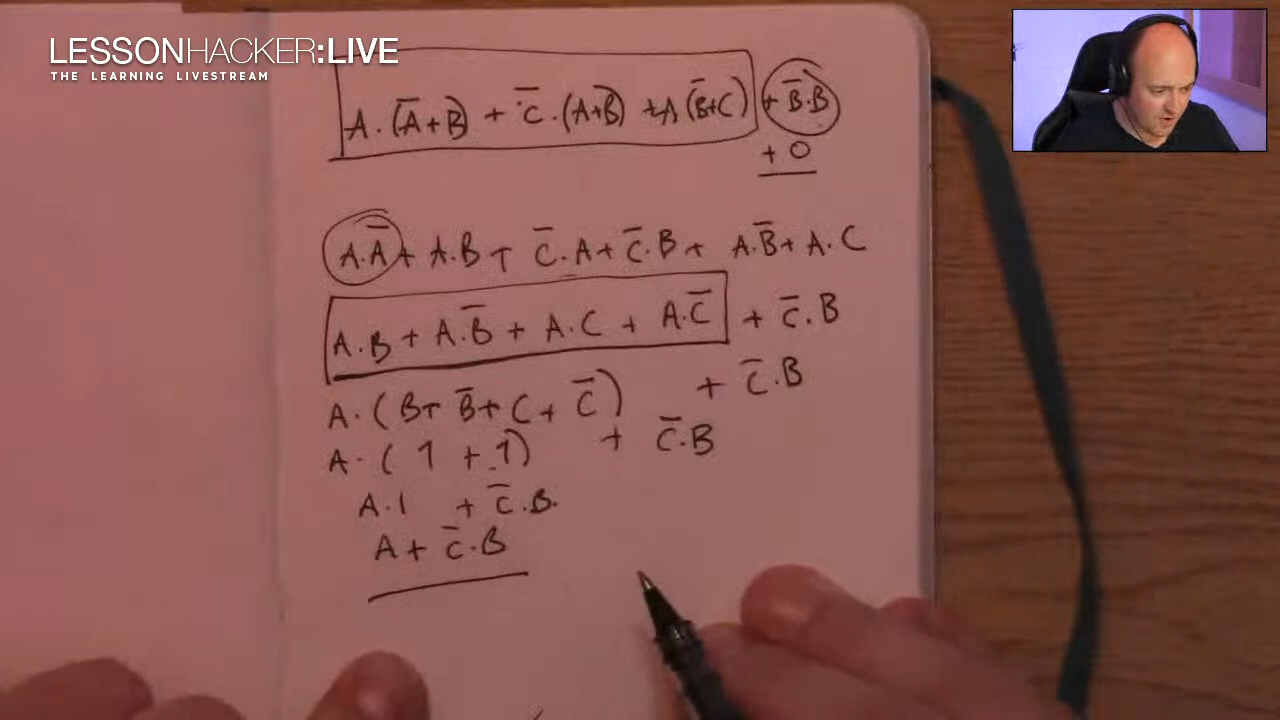 LESSONHACKER:LIVE
THE LEARNING LIVESTREAM
A.(A̅+B) + C̅.(A+B) + A(B̅+C) + B̅.B
+ 0
A.A̅ + A.B + C̅.A + C̅.B + A.B̅ + A.C
A.B + A.B̅ + A.C + A.C̅ + C̅.B
A.(B + B̅ + C + C̅) + C̅.B
A.(1 + 1) + C̅.B
A.1 + C̅.B.
A + C̅.B